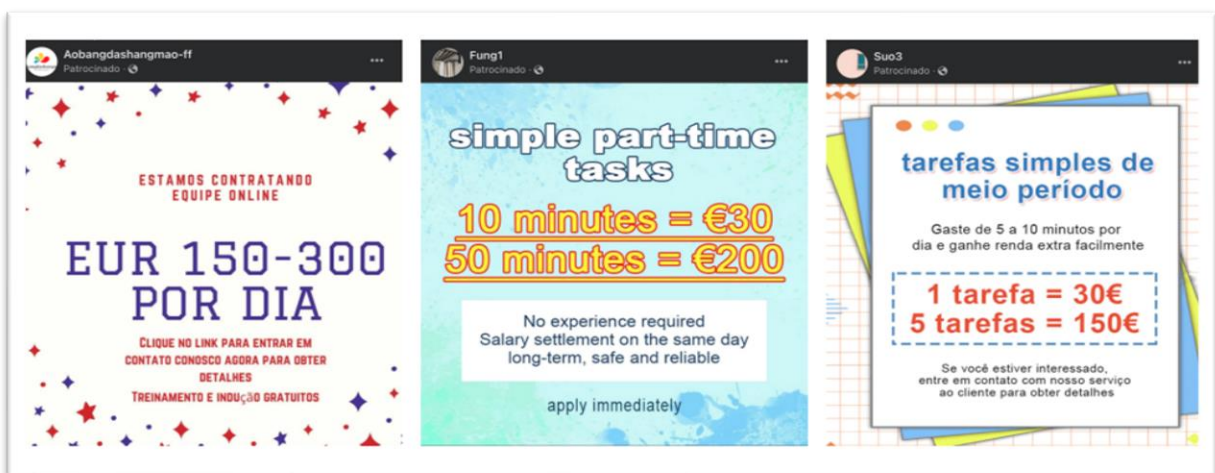 Aobangdashangmao-ff
Patrocinado ·
ESTAMOS CONTRATANDO
EQUIPE ONLINE
EUR 150-300
POR DIA
CLIQUE NO LINK PARA ENTRAR EM
CONTATO CONOSCO AGORA PARA OBTER
DETALHES
TREINAMENTO E INDUÇÃO GRATUITOS
Fung1
Patrocinado ·
simple part-time
tasks
10 minutes = €30
50 minutes = €200
No experience required
Salary settlement on the same day
long-term, safe and reliable
apply immediately
Suo3
Patrocinado ·
tarefas simples de
meio período
Gaste de 5 a 10 minutos por
dia e ganhe renda extra facilmente
1 tarefa = 30€
5 tarefas = 150€
Se você estiver interessado,
entre em contato com nosso serviço
ao cliente para obter detalhes